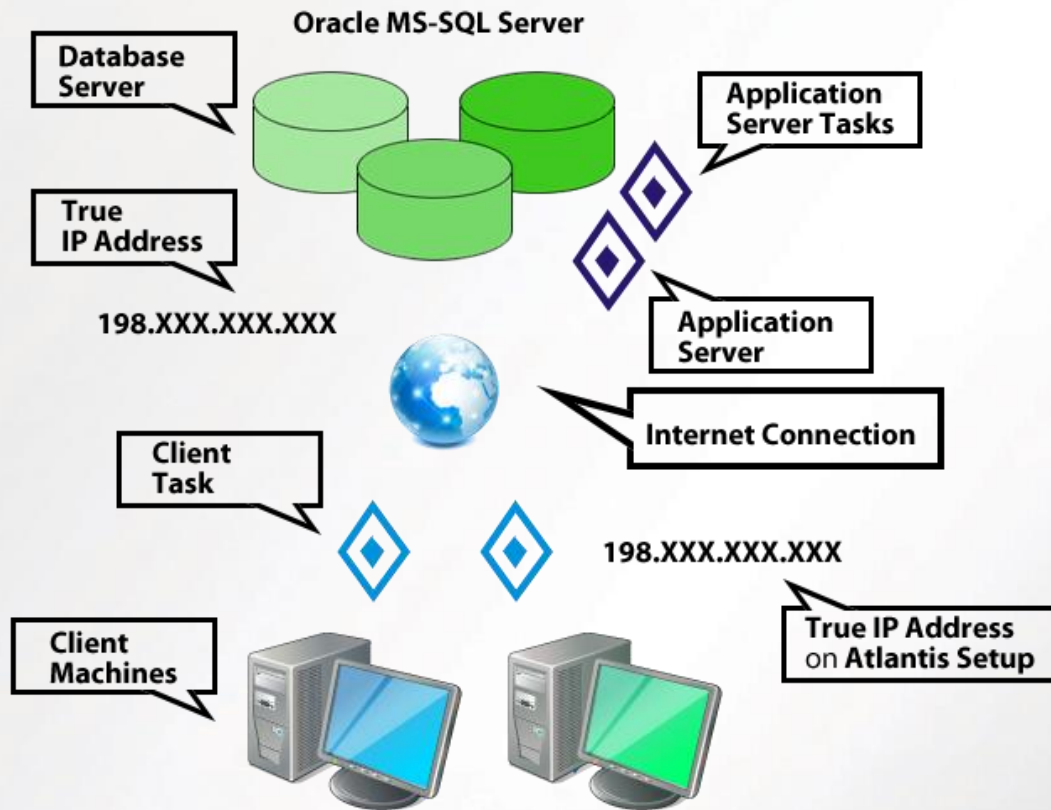 Oracle MS-SQL Server
Database
Server
Application
Server Tasks
True
IP Address
198.XXX.XXX.XXX
Application
Server
Internet Connection
Client
Task
198.XXX.XXX.XXX
Client
Machines
True IP Address
on Atlantis Setup